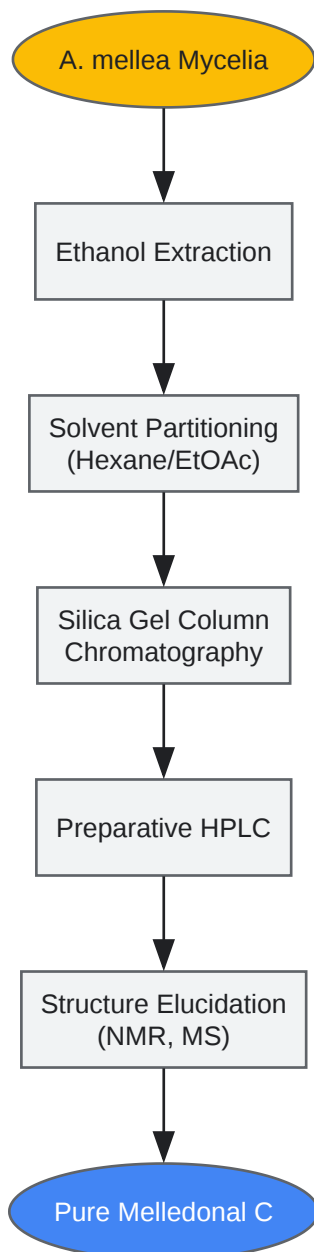 A. mellea Mycelia
Ethanol Extraction
Solvent Partitioning
(Hexane/EtOAc)
Silica Gel Column
Chromatography
Preparative HPLC
Structure Elucidation
(NMR, MS)
Pure Melledonal C